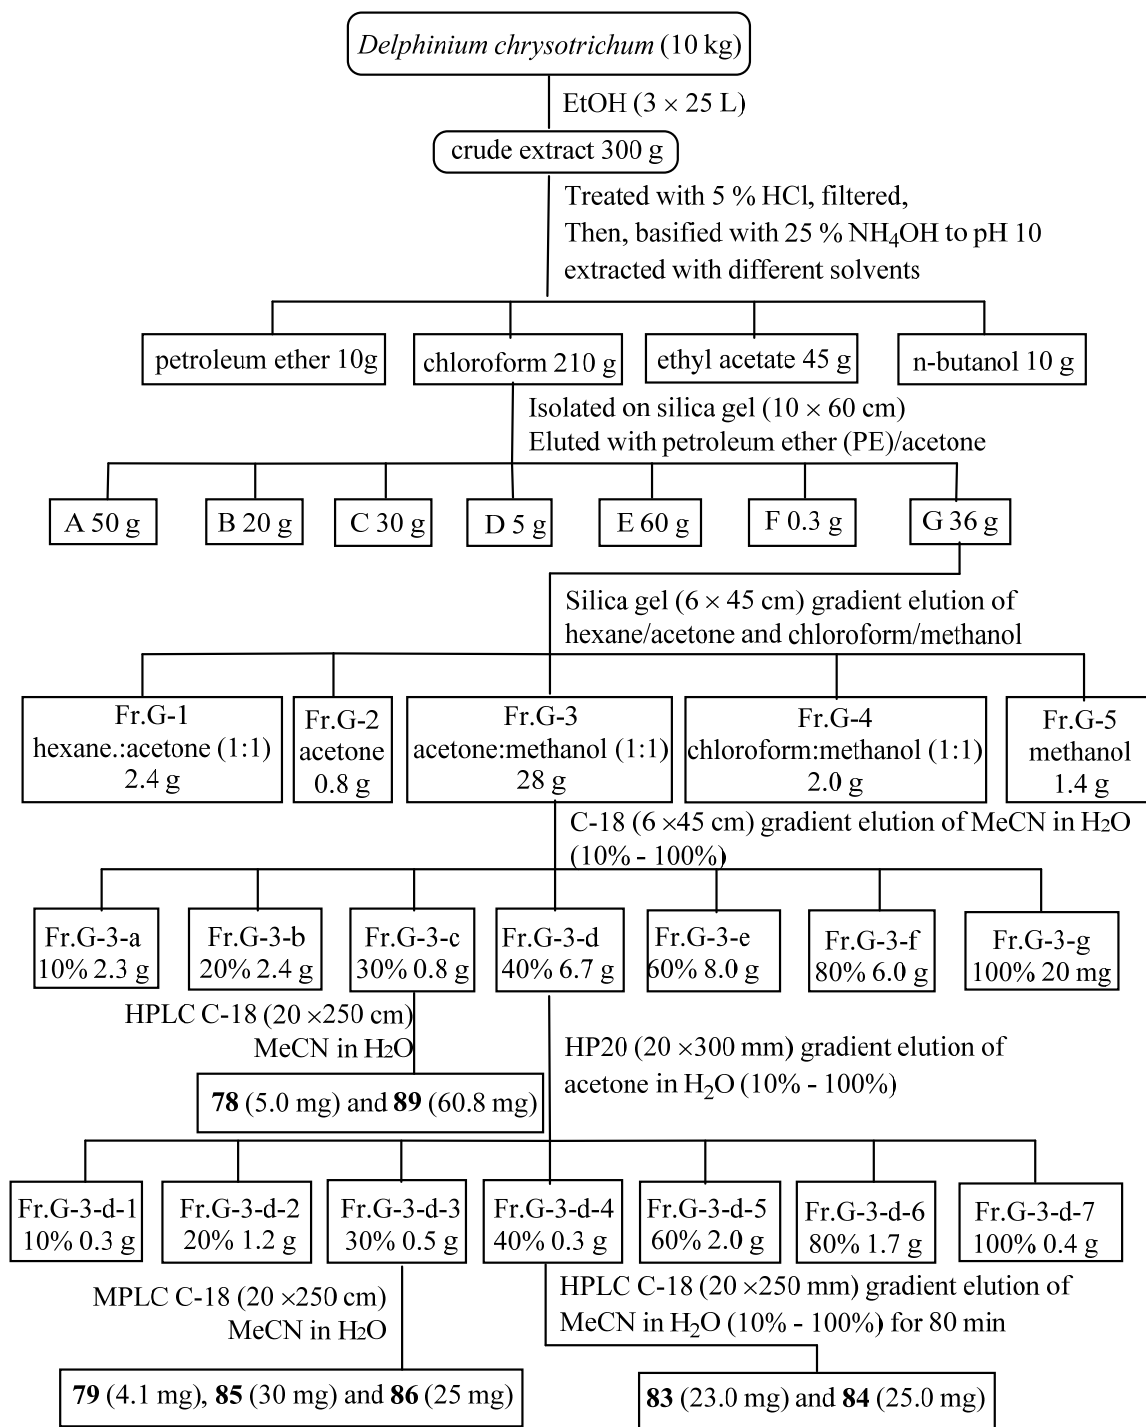 Delphinium chrysotrichum (10 kg)
EtOH (3 × 25 L)
crude extract 300 g
Treated with 5 % HCl, filtered,
Then, basified with 25 % NH₄OH to pH 10
extracted with different solvents
petroleum ether 10g
chloroform 210 g
ethyl acetate 45 g
n-butanol 10 g
Isolated on silica gel (10 × 60 cm)
Eluted with petroleum ether (PE)/acetone
A 50 g
B 20 g
C 30 g
D 5 g
E 60 g
F 0.3 g
G 36 g
Silica gel (6 × 45 cm) gradient elution of
hexane/acetone and chloroform/methanol
Fr.G-1
hexane.:acetone (1:1)
2.4 g
Fr.G-2
acetone
0.8 g
Fr.G-3
acetone:methanol (1:1)
28 g
Fr.G-4
chloroform:methanol (1:1)
2.0 g
Fr.G-5
methanol
1.4 g
C-18 (6 ×45 cm) gradient elution of MeCN in H₂O
(10% - 100%)
Fr.G-3-a
10% 2.3 g
Fr.G-3-b
20% 2.4 g
Fr.G-3-c
30% 0.8 g
Fr.G-3-d
40% 6.7 g
Fr.G-3-e
60% 8.0 g
Fr.G-3-f
80% 6.0 g
Fr.G-3-g
100% 20 mg
HPLC C-18 (20 ×250 cm)
MeCN in H₂O
HP20 (20 ×300 mm) gradient elution of
acetone in H₂O (10% - 100%)
78 (5.0 mg) and 89 (60.8 mg)
Fr.G-3-d-1
10% 0.3 g
Fr.G-3-d-2
20% 1.2 g
Fr.G-3-d-3
30% 0.5 g
Fr.G-3-d-4
40% 0.3 g
Fr.G-3-d-5
60% 2.0 g
Fr.G-3-d-6
80% 1.7 g
Fr.G-3-d-7
100% 0.4 g
MPLC C-18 (20 ×250 cm)
MeCN in H₂O
HPLC C-18 (20 ×250 mm) gradient elution of
MeCN in H₂O (10% - 100%) for 80 min
79 (4.1 mg), 85 (30 mg) and 86 (25 mg)
83 (23.0 mg) and 84 (25.0 mg)